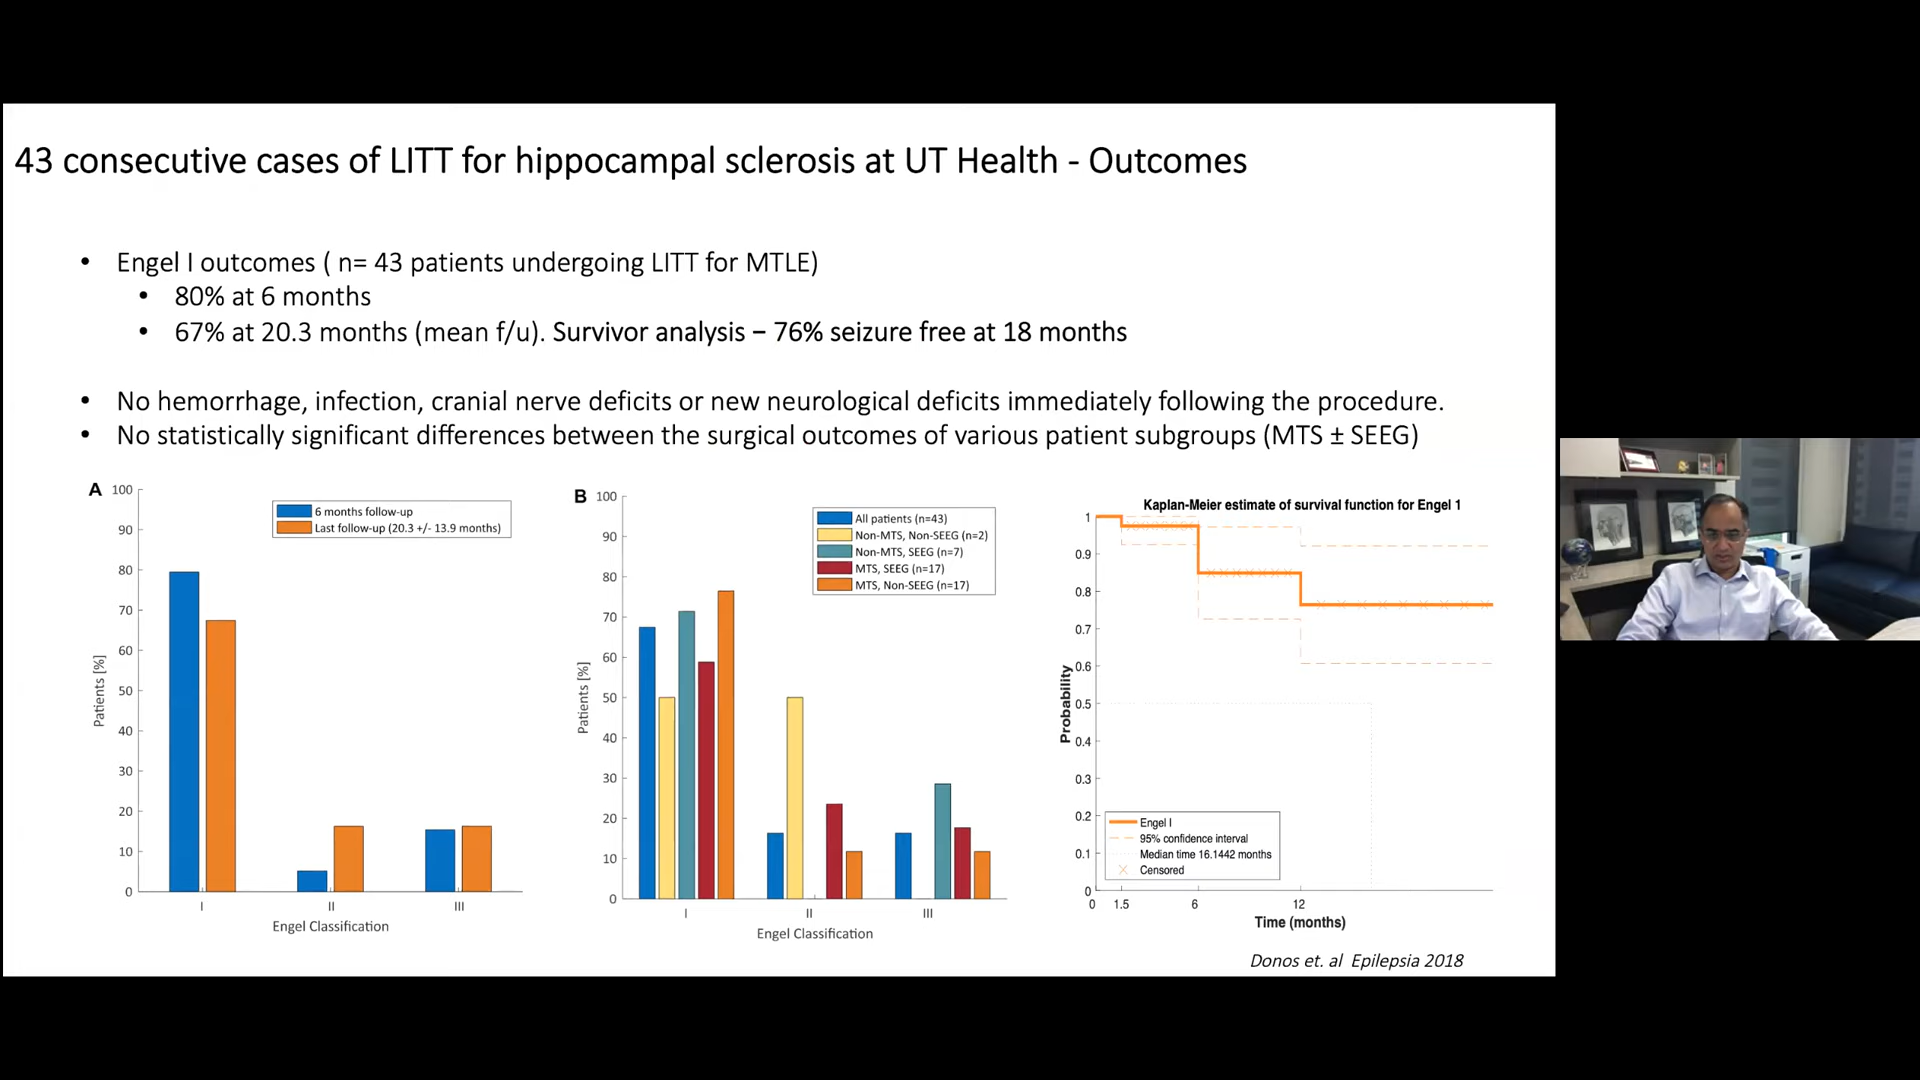 43 consecutive cases of LITT for hippocampal sclerosis at UT Health - Outcomes
• Engel I outcomes ( n= 43 patients undergoing LITT for MTLE)
• 80% at 6 months
• 67% at 20.3 months (mean f/u). Survivor analysis – 76% seizure free at 18 months
• No hemorrhage, infection, cranial nerve deficits or new neurological deficits immediately following the procedure.
• No statistically significant differences between the surgical outcomes of various patient subgroups (MTS ± SEEG)
A
100
90
80
70
60
50
40
30
20
10
0
Patients [%]
6 months follow-up
Last follow-up (20.3 +/- 13.9 months)
I
II
III
Engel Classification
B
100
90
80
70
60
50
40
30
20
10
0
Patients [%]
All patients (n=43)
Non-MTS, Non-SEEG (n=2)
Non-MTS, SEEG (n=7)
MTS, SEEG (n=17)
MTS, Non-SEEG (n=17)
I
II
III
Engel Classification
Kaplan-Meier estimate of survival function for Engel 1
1
0.9
0.8
0.7
0.6
0.5
0.4
0.3
0.2
0.1
0
Probability
Engel I
95% confidence interval
Median time 16.1442 months
Censored
0
1.5
6
12
Time (months)
Donos et. al Epilepsia 2018